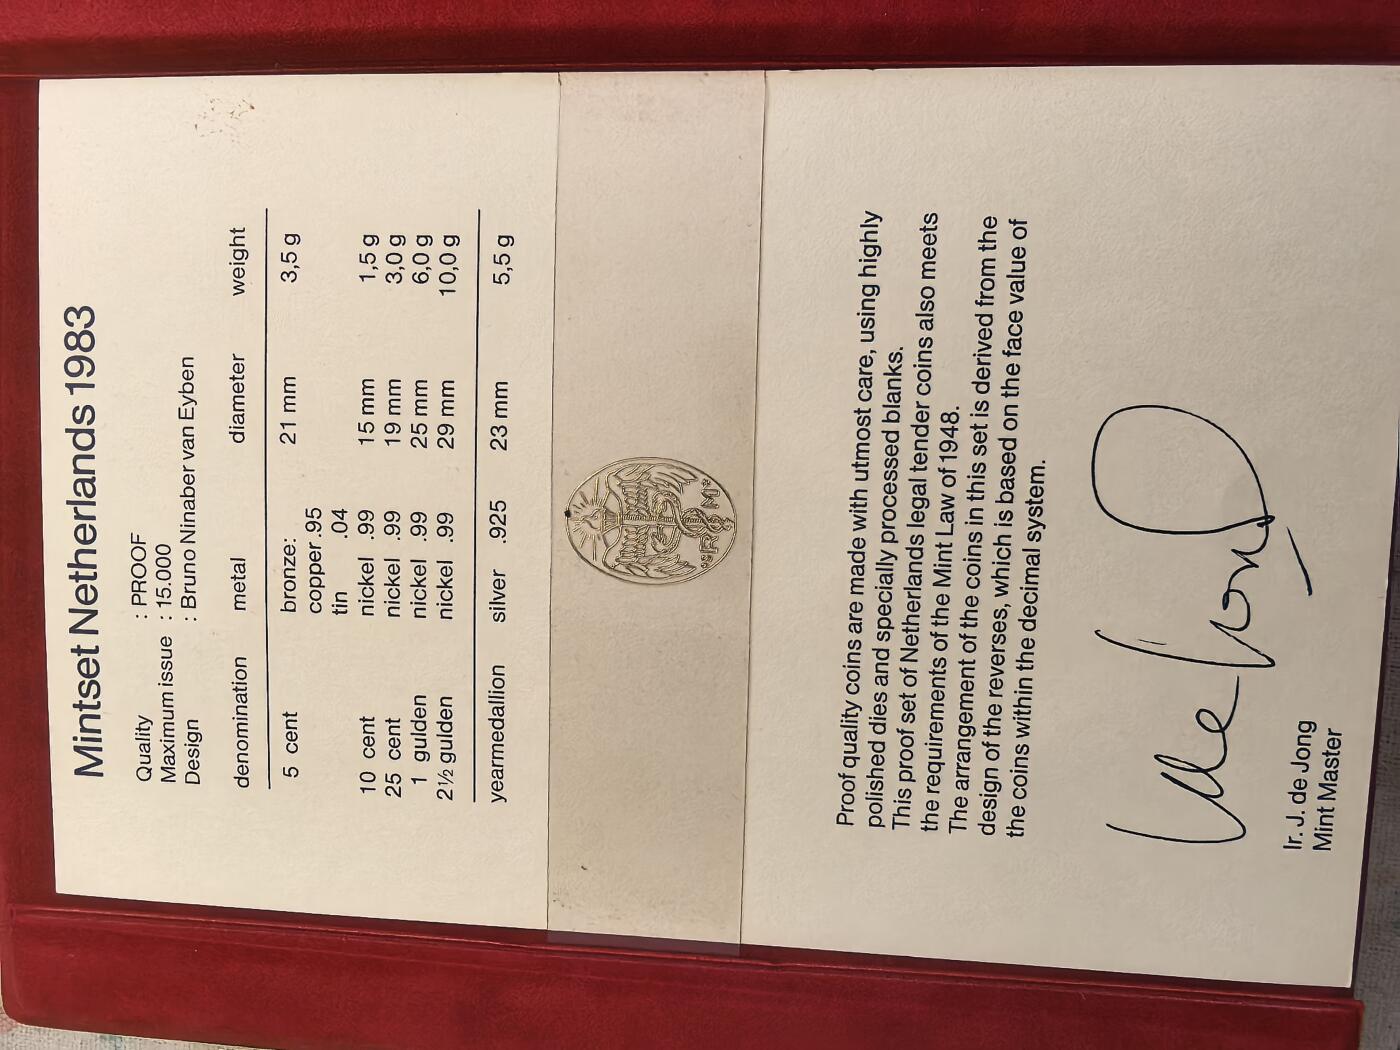 Mintset Netherlands 1983
Quality : PROOF
Maximum issue : 15.000
Design : Bruno Ninaber van Eyben
denomination metal diameter weight
5 cent bronze: 21 mm 3,5 g
copper .95
tin .04
10 cent nickel .99 15 mm 1,5 g
25 cent nickel .99 19 mm 3,0 g
1 gulden nickel .99 25 mm 6,0 g
2½ gulden nickel .99 29 mm 10,0 g
yearmedallion silver .925 23 mm 5,5 g
Proof quality coins are made with utmost care, using highly
polished dies and specially processed blanks.
This proof set of Netherlands legal tender coins also meets
the requirements of the Mint Law of 1948.
The arrangement of the coins in this set is derived from the
design of the reverses, which is based on the face value of
the coins within the decimal system.
Ir. J. de Jong
Mint Master